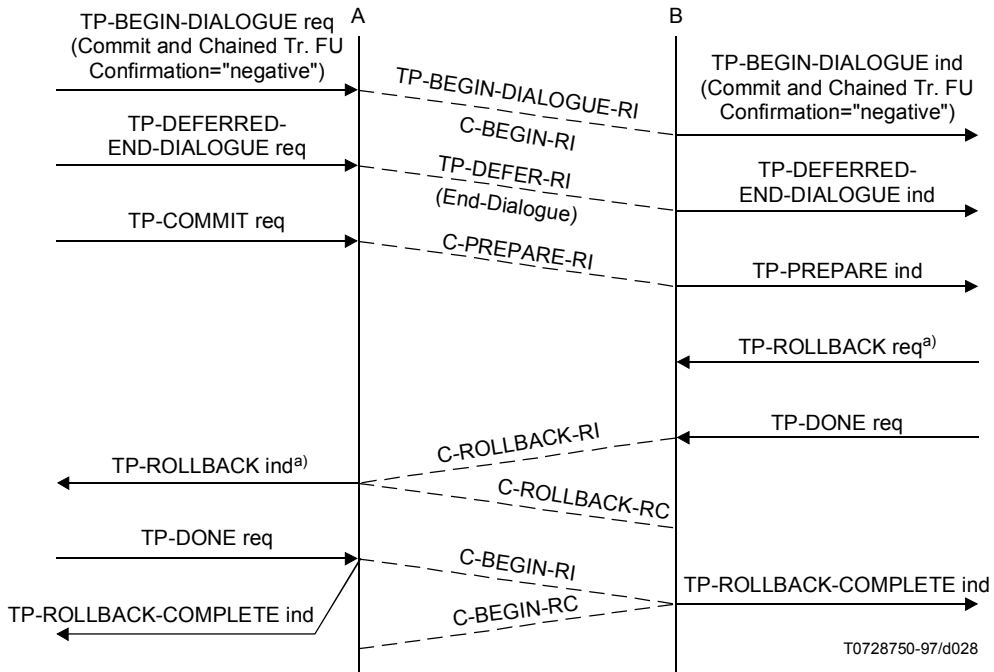 A
B
TP-BEGIN-DIALOGUE req
(Commit and Chained Tr. FU
Confirmation="negative")
TP-BEGIN-DIALOGUE-RI
TP-BEGIN-DIALOGUE ind
(Commit and Chained Tr. FU
Confirmation="negative")
C-BEGIN-RI
TP-DEFERRED-
END-DIALOGUE req
TP-DEFER-RI
(End-Dialogue)
TP-DEFERRED-
END-DIALOGUE ind
TP-COMMIT req
C-PREPARE-RI
TP-PREPARE ind
TP-ROLLBACK req a)
TP-DONE req
C-ROLLBACK-RI
TP-ROLLBACK ind a)
C-ROLLBACK-RC
TP-DONE req
C-BEGIN-RI
TP-ROLLBACK-COMPLETE ind
C-BEGIN-RC
TP-ROLLBACK-COMPLETE ind
T0728750-97/d028